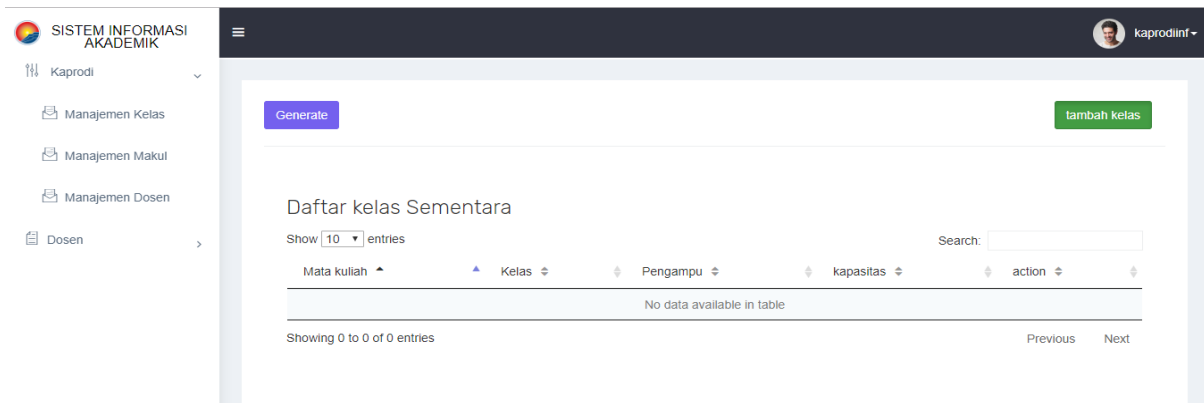 SISTEM INFORMASI
AKADEMIK
kaprodiinf
Kaprodi
Manajemen Kelas
Manajemen Makul
Manajemen Dosen
Dosen
Generate
tambah kelas
Daftar kelas Sementara
Show 10 entries
Search:
Mata kuliah Kelas Pengampu kapasitas action
No data available in table
Showing 0 to 0 of 0 entries
Previous Next